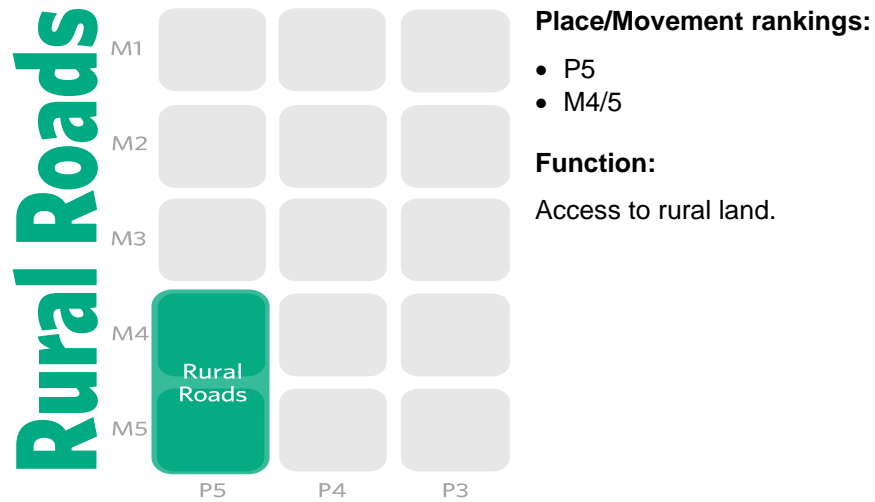 Rural Roads
M1
M2
M3
M4
M5
Rural
Roads
P5
P4
P3
Place/Movement rankings:
• P5
• M4/5
Function:
Access to rural land.